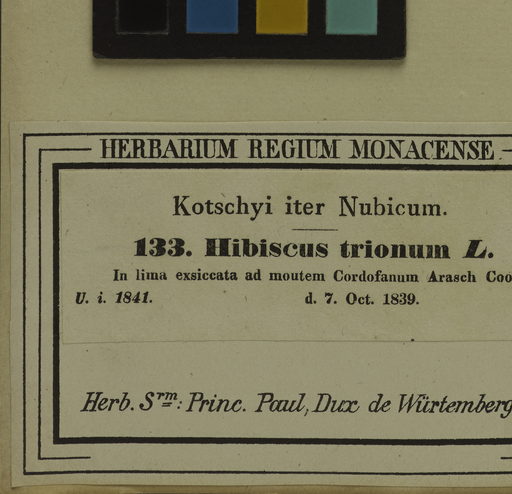 HERBARIUM REGIUM MONACENSE.
Kotschyi iter Nubicum.
133. Hibiscus trionum L.
In lima exsiccata ad moutem Cordofanum Arasch Coo
U. i. 1841. d. 7. Oct. 1839.
Herb. Srm: Princ. Paul, Dux de Würtemberg